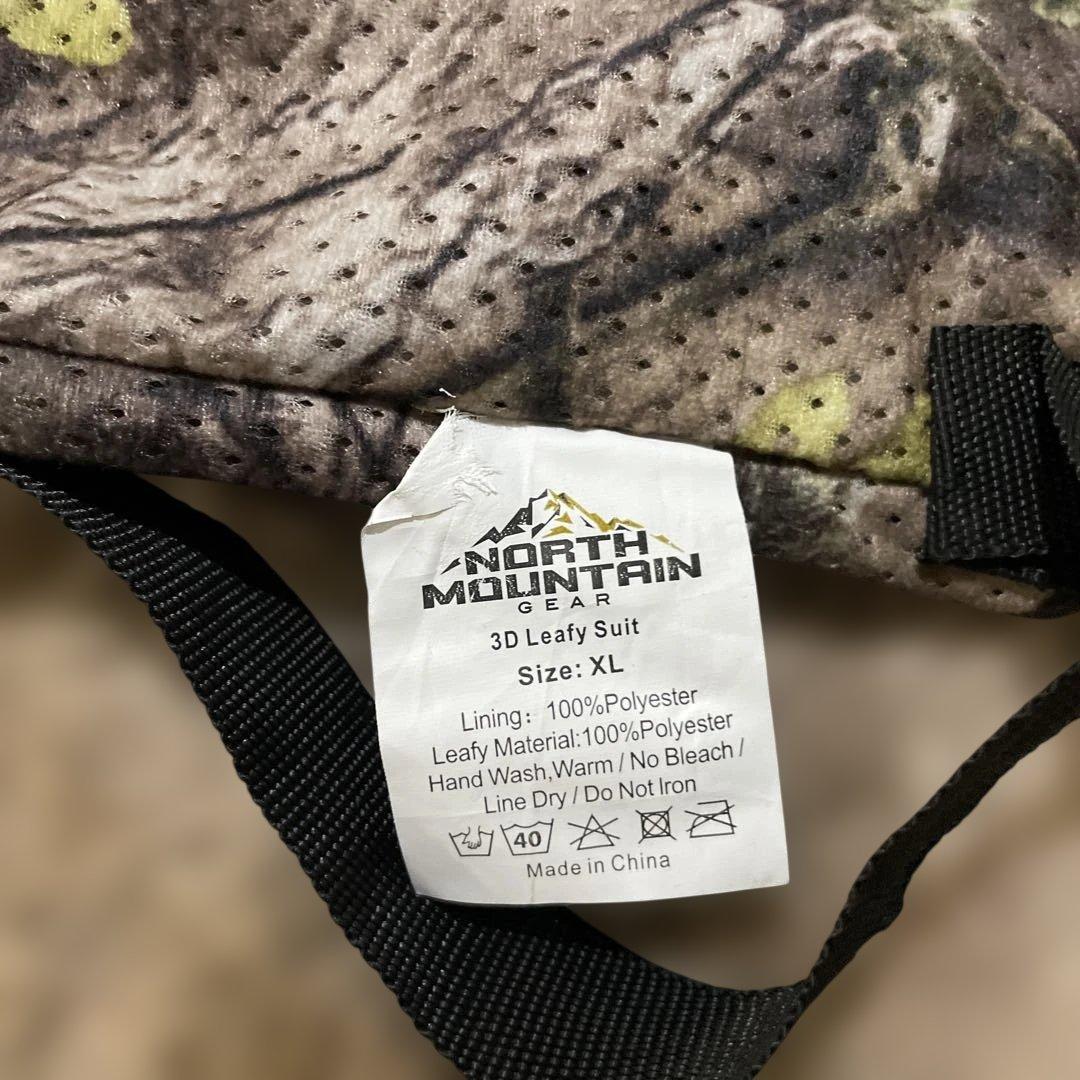 NORTH
MOUNTAIN
GEAR
3D Leafy Suit
Size: XL
Lining: 100%Polyester
Leafy Material:100%Polyester
Hand Wash,Warm / No Bleach /
Line Dry / Do Not Iron
40
Made in China